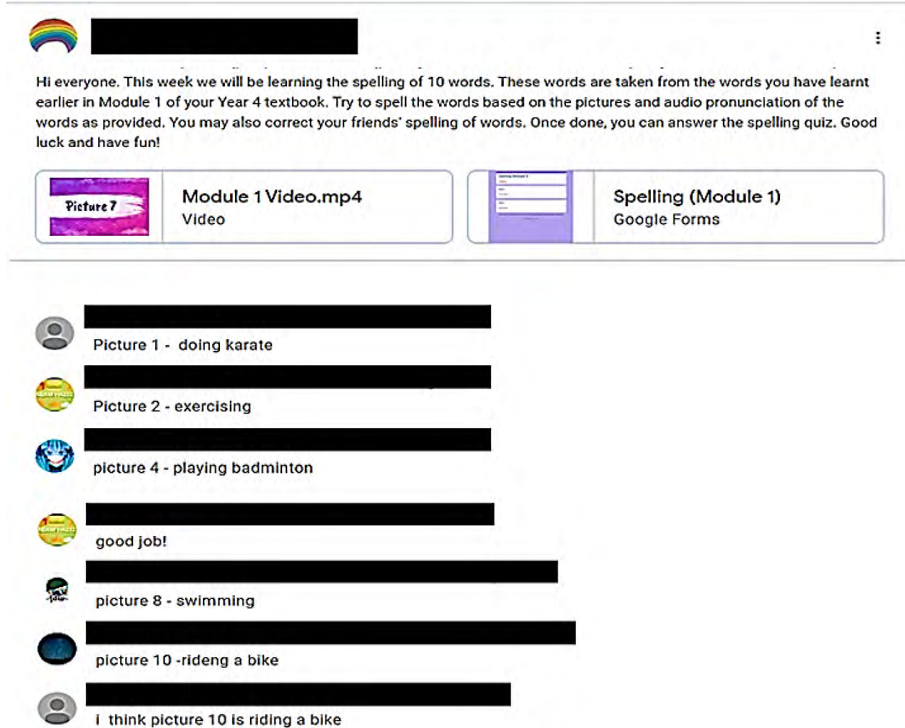 Hi everyone. This week we will be learning the spelling of 10 words. These words are taken from the words you have learnt
earlier in Module 1 of your Year 4 textbook. Try to spell the words based on the pictures and audio pronunciation of the
words as provided. You may also correct your friends' spelling of words. Once done, you can answer the spelling quiz. Good
luck and have fun!
Picture 7
Module 1 Video.mp4
Video
Spelling (Module 1)
Google Forms
Picture 1 - doing karate
Picture 2 - exercising
picture 4 - playing badminton
good job!
picture 8 - swimming
picture 10 -rideng a bike
i think picture 10 is riding a bike